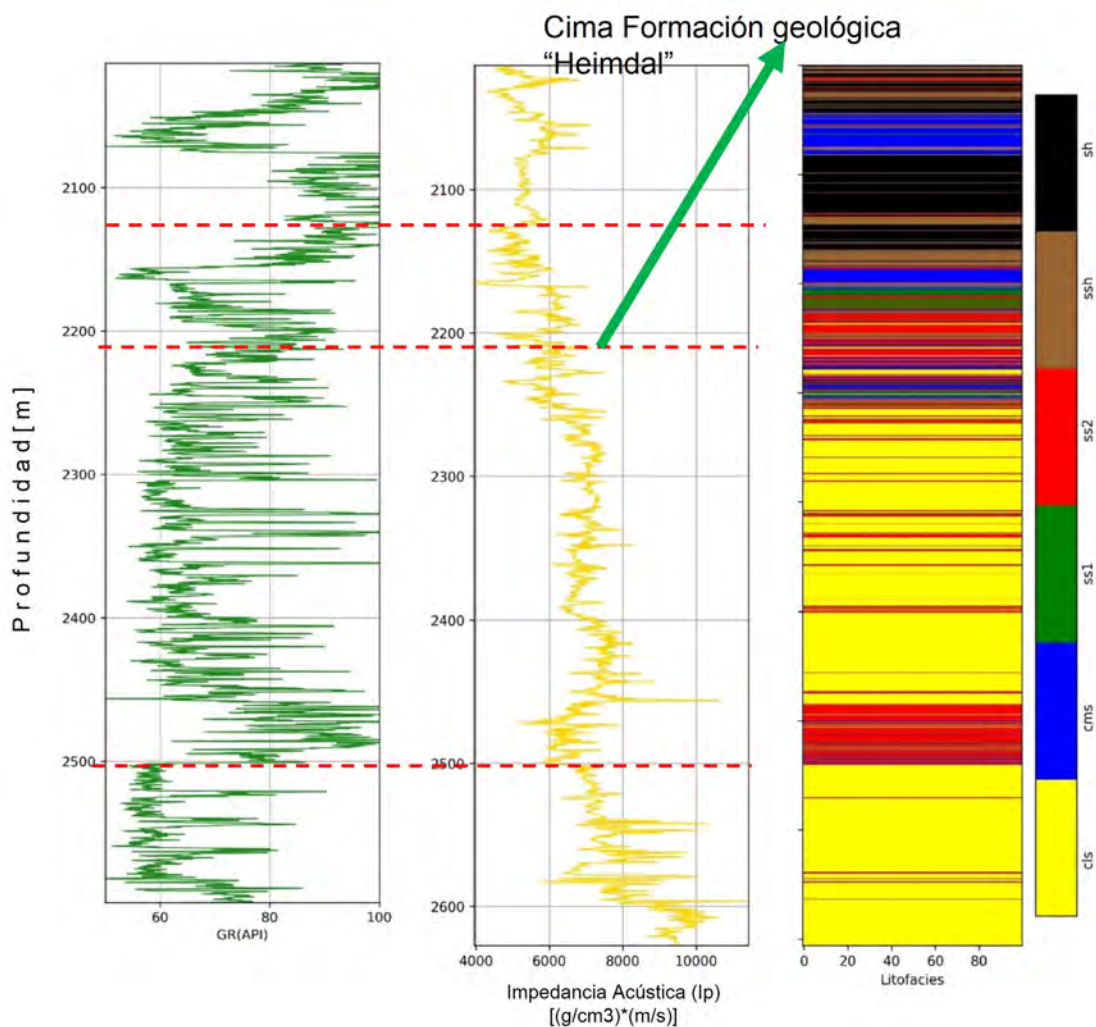 Cima Formación geológica
“Heimdal”
Profundidad[m]
2100
2200
2300
2400
2500
60
80
100
GR(API)
2100
2200
2300
2400
2500
2600
4000
6000
8000
10000
Impedancia Acústica (Ip)
[(g/cm3)*(m/s)]
0
20
40
60
80
Litofacies
sh
ssh
ss2
ss1
cms
cls